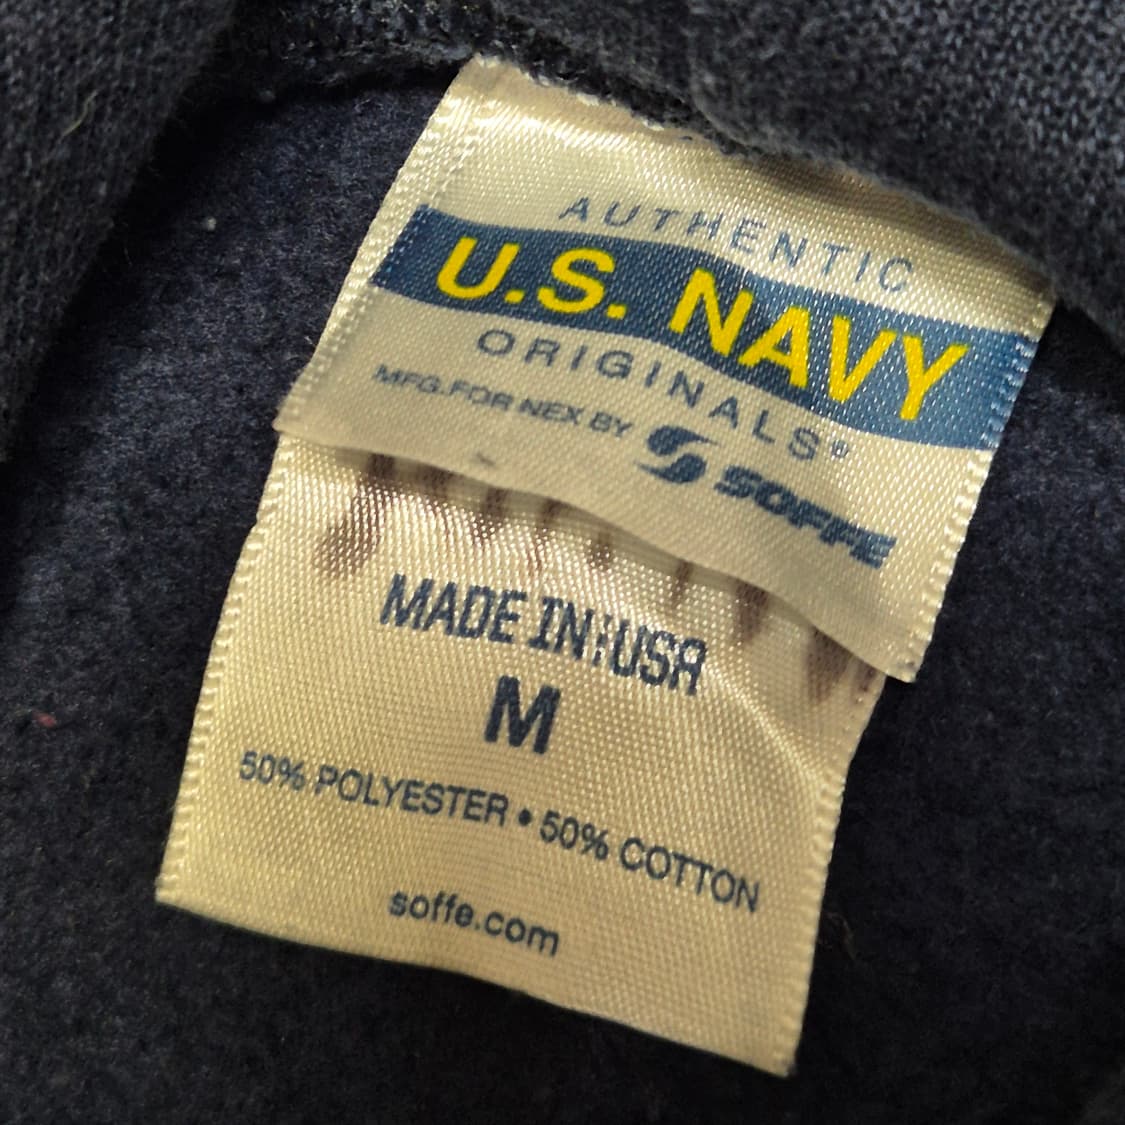 AUTHENTIC
U.S. NAVY
ORIGINALS®
MFG. FOR NEX BY SOFFE
MADE IN USA
M
50% POLYESTER • 50% COTTON
soffe.com